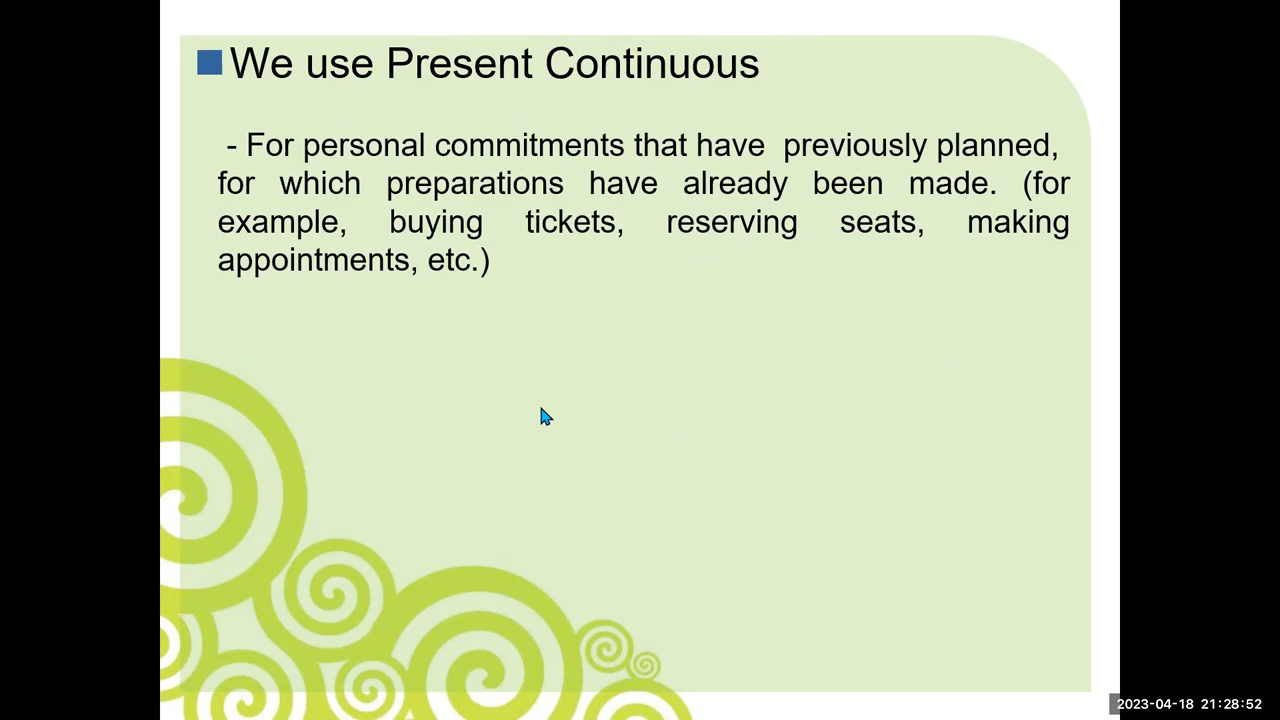 We use Present Continuous
- For personal commitments that have  previously planned,
for which preparations have already been made. (for
example, buying tickets, reserving seats, making
appointments, etc.)
2023-04-18 21:28:52